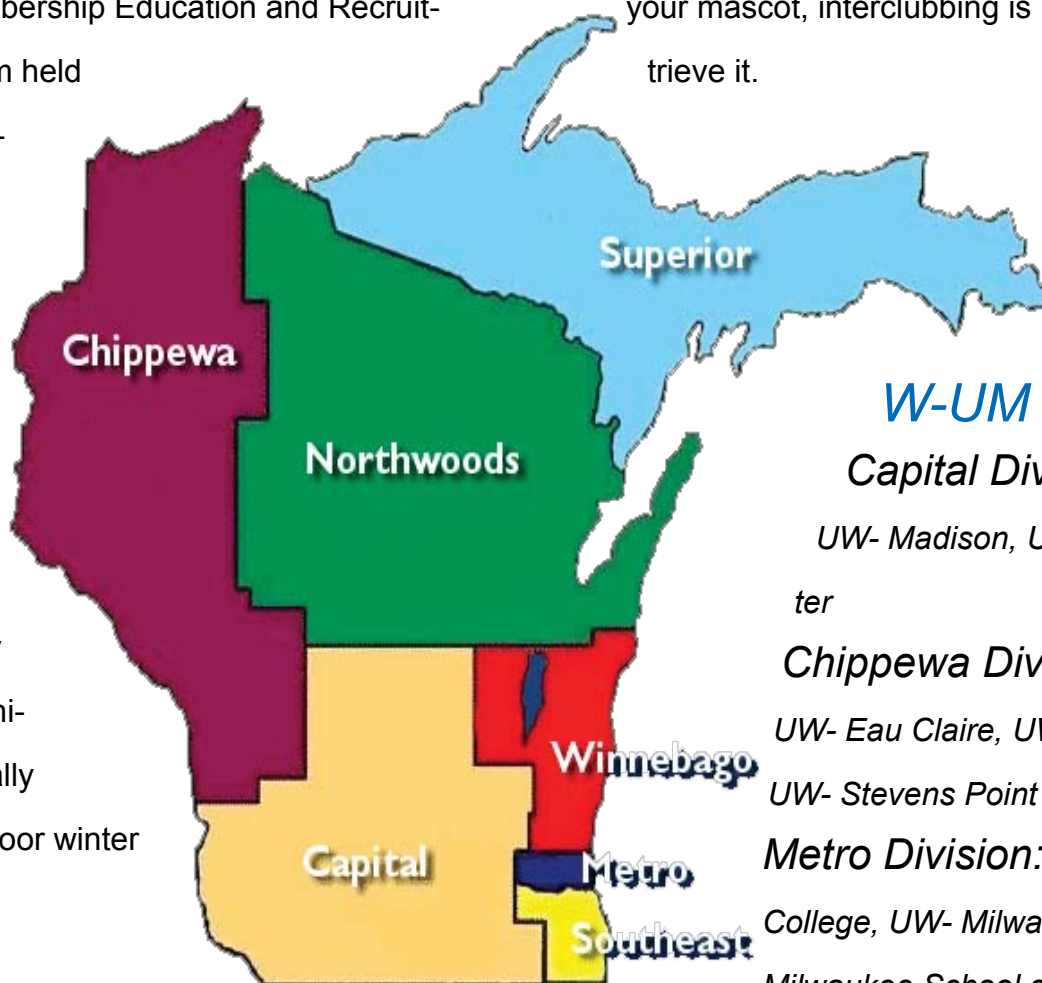 bership Education and Recruit-
n held
-
hi-
ally
oor winter
your mascot, interclubbing is
trieve it.
Superior
Chippewa
Northwoods
Winnebago
Capital
Metro
Southeast
W-UM
Capital Div
UW- Madison, U
ter
Chippewa Div
UW- Eau Claire, UW
UW- Stevens Point
Metro Division:
College, UW- Milwa
Milwaukee School o